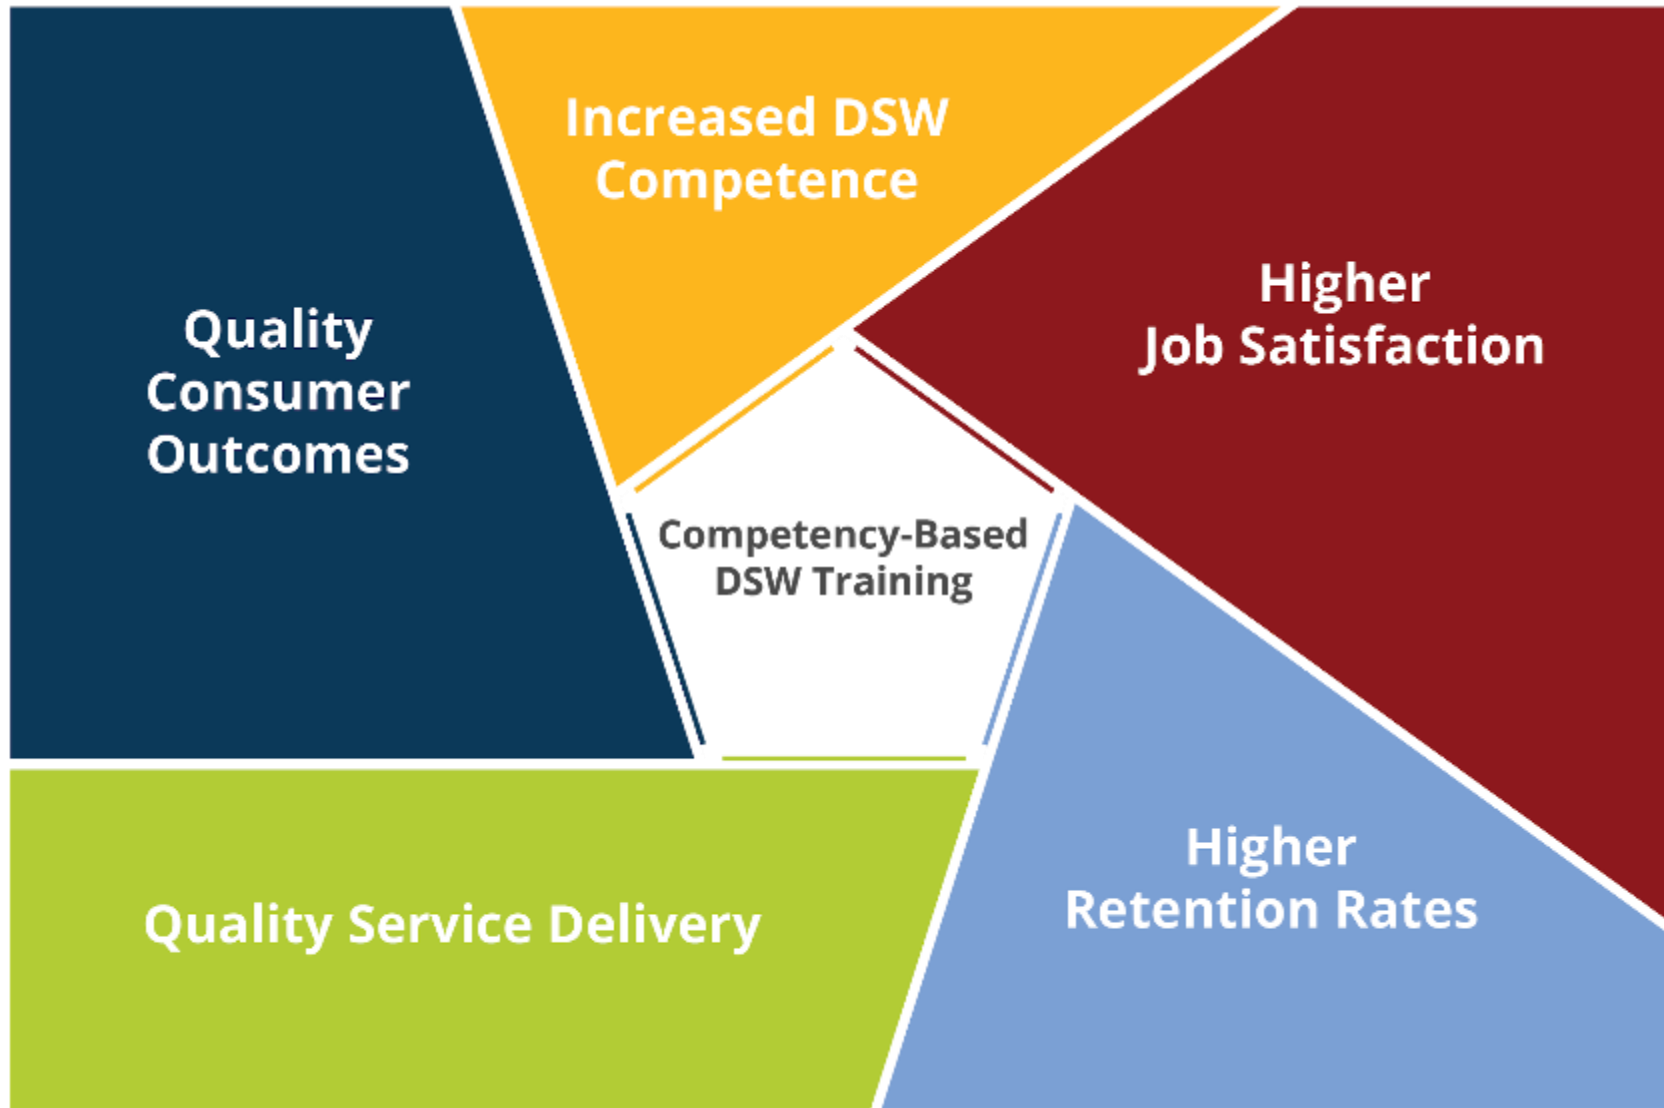 Increased DSW
Competence
Higher
Job Satisfaction
Quality
Consumer
Outcomes
Competency-Based
DSW Training
Higher
Retention Rates
Quality Service Delivery